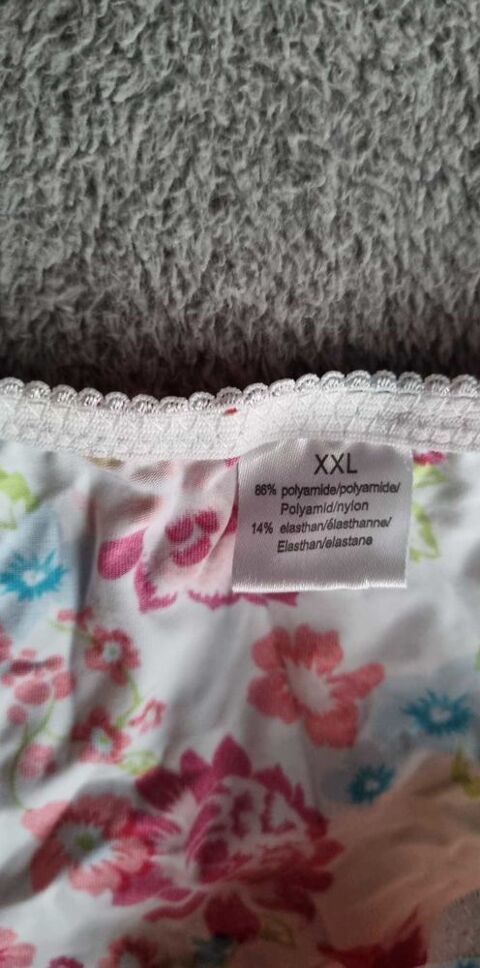 XXL
86% polyamide/polyamide/
Polyamid/nylon
14% elasthan/élasthanne/
Elasthan/elastane